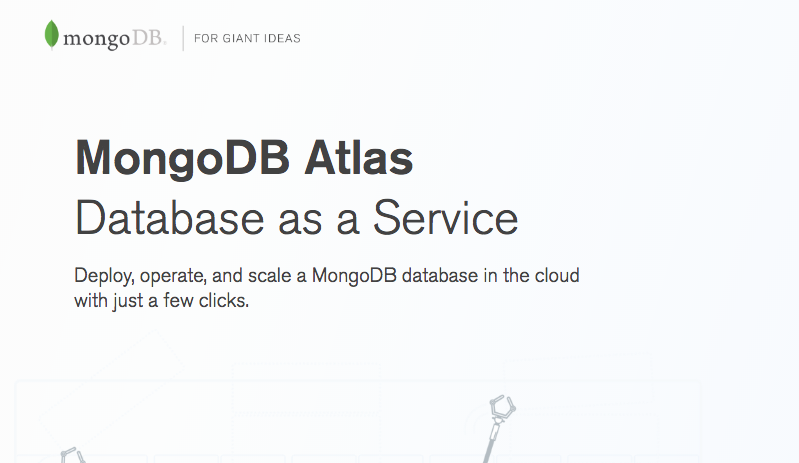 mongoDB. FOR GIANT IDEAS
MongoDB Atlas
Database as a Service
Deploy, operate, and scale a MongoDB database in the cloud
with just a few clicks.